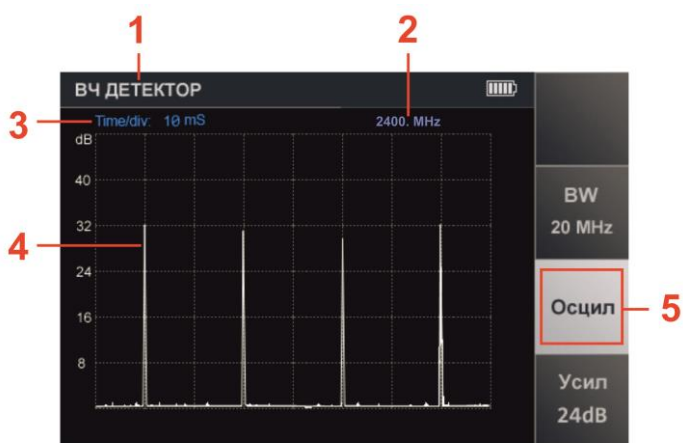 1
2
ВЧ ДЕТЕКТОР
3
Time/div: 10 mS
2400. MHz
dB
40
BW
32
20 MHz
4
24
Осцил
5
16
8
Усил
24dB